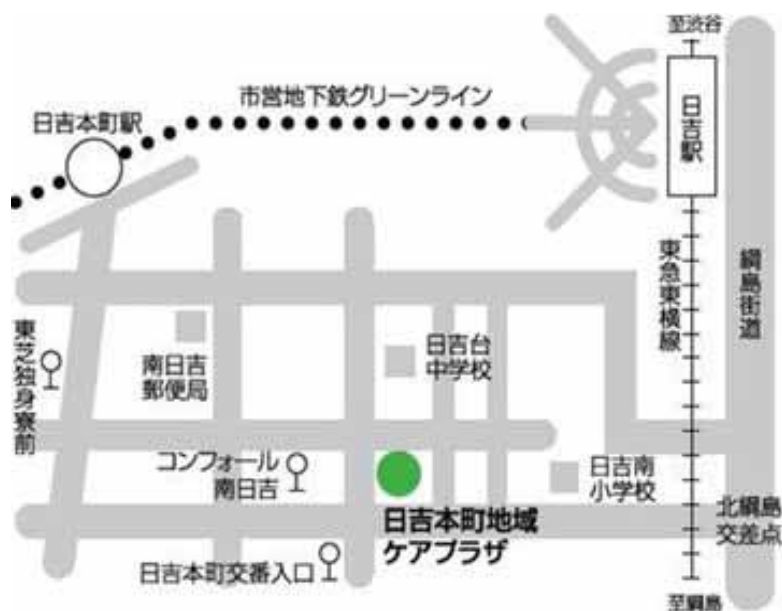 至渋谷
市営地下鉄グリーンライン
日吉本町駅
日吉駅
東急東横線
綱島街道
東芝独身寮前
南日吉
郵便局
日吉台
中学校
コンフォール
南日吉
日吉南
小学校
日吉本町地域
ケアプラザ
北綱島
交差点
日吉本町交番入口
至綱島